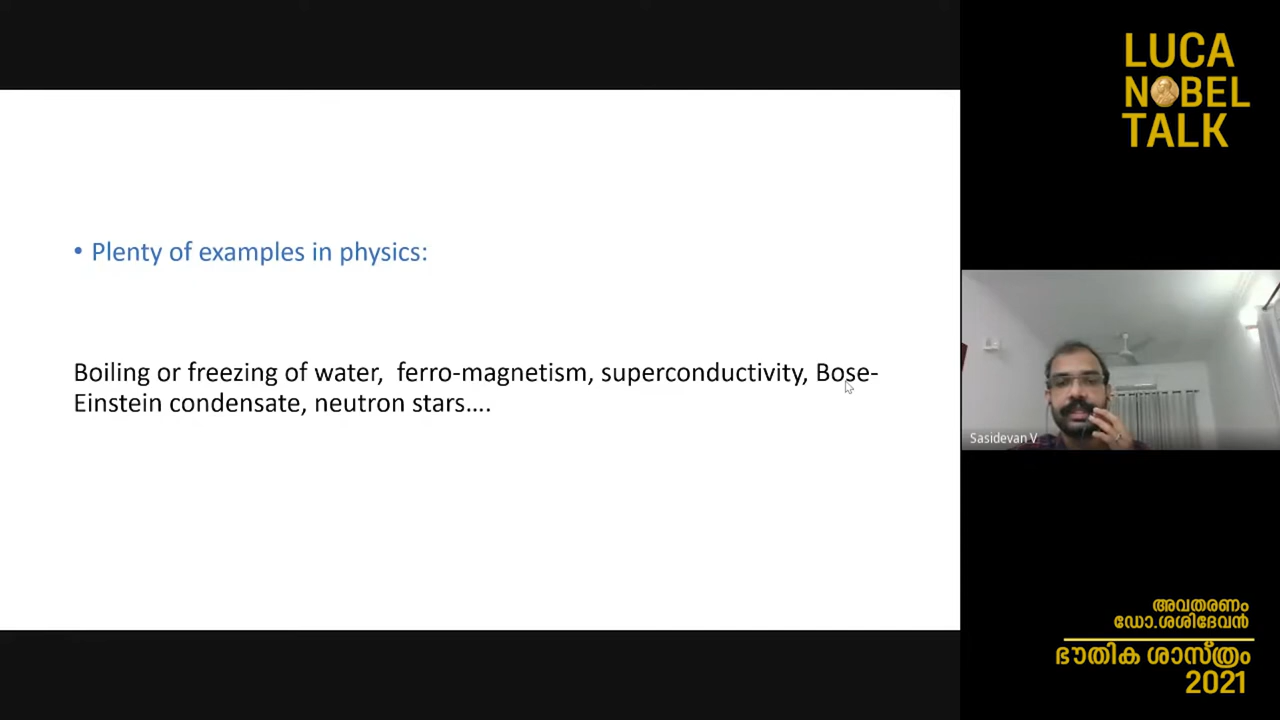 • Plenty of examples in physics:
Boiling or freezing of water, ferro-magnetism, superconductivity, Bose-
Einstein condensate, neutron stars....
LUCA
NOBEL
TALK
Sasidevan V.
അവതരണം
ഡോ.ശശിദേവൻ
ഭൗതിക ശാസ്ത്രം
2021